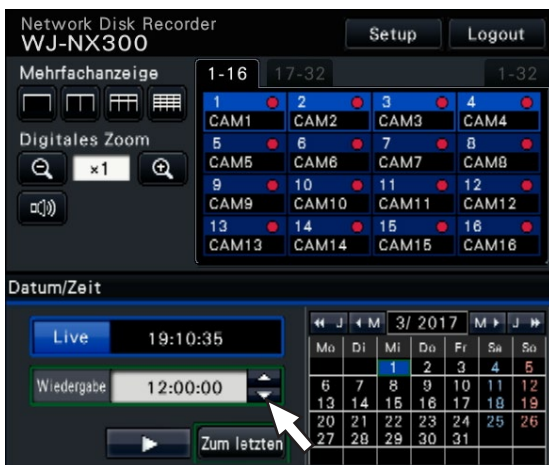 Network Disk Recorder
WJ-NX300
Setup
Logout
Mehrfachanzeige
1-16
17-32
1-32
1 2 3 4
CAM1 CAM2 CAM3 CAM4
Digitales Zoom
5 6 7 8
CAM5 CAM6 CAM7 CAM8
×1
9 10 11 12
CAM9 CAM10 CAM11 CAM12
13 14 15 16
CAM13 CAM14 CAM15 CAM16
Datum/Zeit
Live 19:10:35
J M 3/ 2017 M J
Mo Di Mi Do Fr Sa So
1 2 3 4 5
Wiedergabe 12:00:00
6 7 8 9 10 11 12
13 14 15 16 17 18 19
20 21 22 23 24 25 26
27 28 29 30 31
Zum letzten